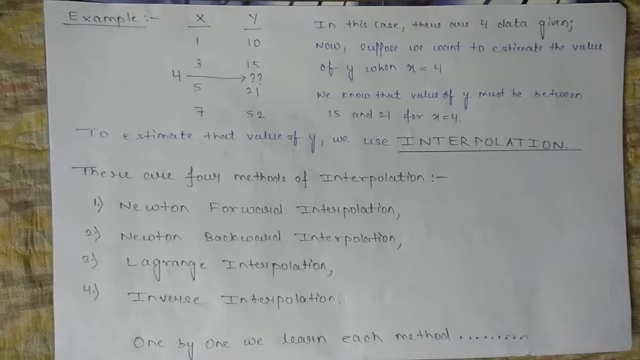 Example :-
X Y
1 10
3 15
4 → ??
5 21
7 52
In this case, there are 4 data given;
Now, suppose we want to estimate the value
of y when x = 4
We know that value of y must be between
15 and 21 for x=4.
To estimate that value of y, we use INTERPOLATION.
There are four methods of Interpolation :-
1.) Newton Forward Interpolation,
2.) Newton Backward Interpolation,
3.) Lagrange Interpolation,
4.) Inverse Interpolation.
One by one we learn each method .........